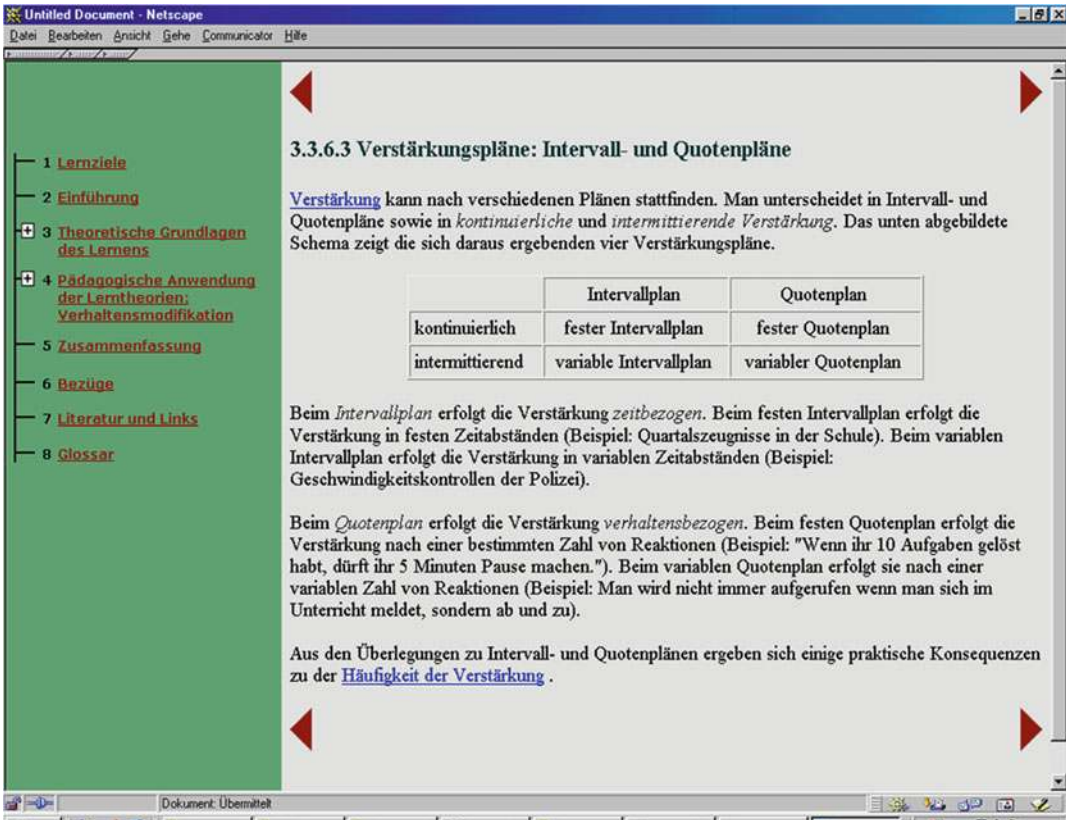 Untitled Document - Netscape
Datei Bearbeiten Ansicht Gehe Communicator Hilfe
1 Lernziele
2 Einführung
3 Theoretische Grundlagen
des Lernens
4 Pädagogische Anwendung
der Lerntheorien:
Verhaltensmodifikation
5 Zusammenfassung
6 Bezüge
7 Literatur und Links
8 Glossar
3.3.6.3 Verstärkungspläne: Intervall- und Quotenpläne
Verstärkung kann nach verschiedenen Plänen stattfinden. Man unterscheidet in Intervall- und
Quotenpläne sowie in kontinuierliche und intermittierende Verstärkung. Das unten abgebildete
Schema zeigt die sich daraus ergebenden vier Verstärkungspläne.
Intervallplan Quotenplan
kontinuierlich fester Intervallplan fester Quotenplan
intermittierend variable Intervallplan variabler Quotenplan
Beim Intervallplan erfolgt die Verstärkung zeitbezogen. Beim festen Intervallplan erfolgt die
Verstärkung in festen Zeitabständen (Beispiel: Quartalszeugnisse in der Schule). Beim variablen
Intervallplan erfolgt die Verstärkung in variablen Zeitabständen (Beispiel:
Geschwindigkeitskontrollen der Polizei).
Beim Quotenplan erfolgt die Verstärkung verhaltensbezogen. Beim festen Quotenplan erfolgt die
Verstärkung nach einer bestimmten Zahl von Reaktionen (Beispiel: "Wenn ihr 10 Aufgaben gelöst
habt, dürft ihr 5 Minuten Pause machen."). Beim variablen Quotenplan erfolgt sie nach einer
variablen Zahl von Reaktionen (Beispiel: Man wird nicht immer aufgerufen wenn man sich im
Unterricht meldet, sondern ab und zu).
Aus den Überlegungen zu Intervall- und Quotenplänen ergeben sich einige praktische Konsequenzen
zu der Häufigkeit der Verstärkung .
Dokument: Übermittelt